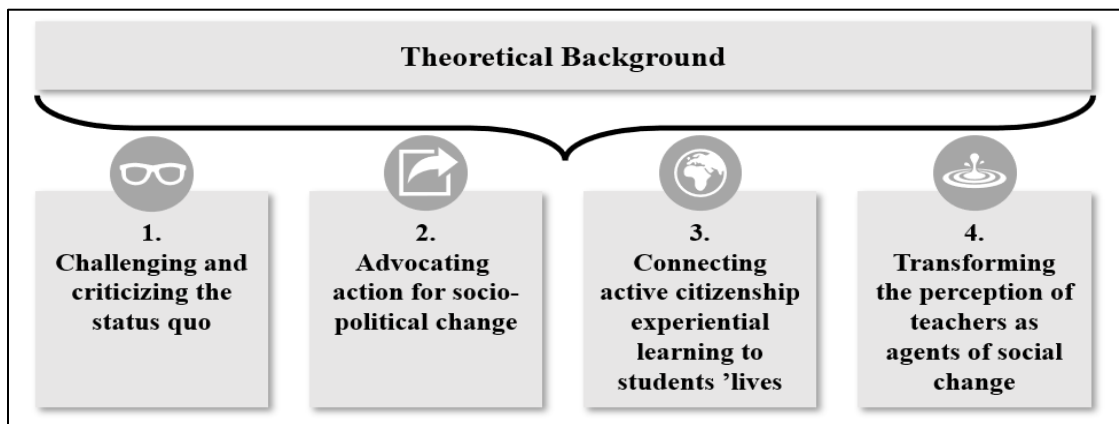 Theoretical Background
1.
Challenging and
criticizing the
status quo
2.
Advocating
action for socio-
political change
3.
Connecting
active citizenship
experiential
learning to
students ’lives
4.
Transforming
the perception of
teachers as
agents of social
change